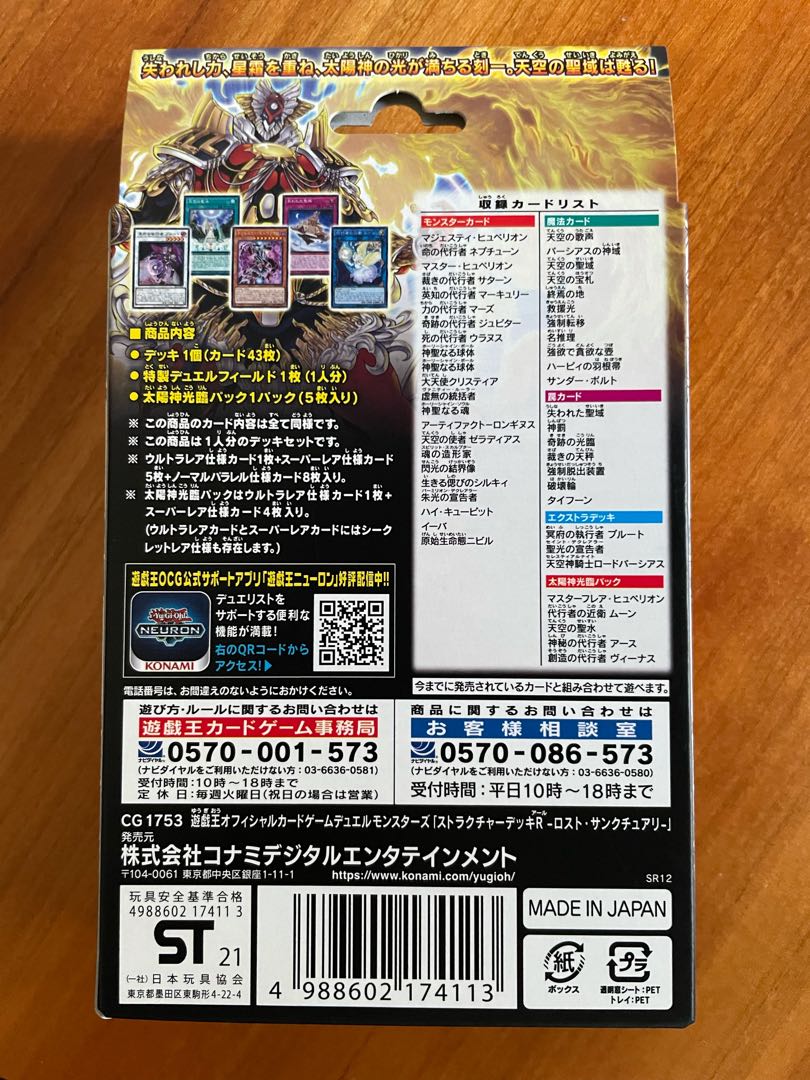 失われし力、星霜を重ね、太陽神の光が満ちる刻―。天空の聖域は甦る!
■商品内容
● デッキ1個(カード43枚)
● 特製デュエルフィールド1枚(1人分)
● 太陽神光臨パック1パック(5枚入り)
※ この商品のカード内容は全て同様です。
※ この商品は1人分のデッキセットです。
※ ウルトラレア仕様カード1枚+スーパーレア仕様カード
5枚+ノーマルパラレル仕様カード8枚入り。
※ 太陽神光臨パックはウルトラレア仕様カード1枚+
スーパーレア仕様カード4枚入り。
(ウルトラレアカードとスーパーレアカードにはシーク
レットレア仕様も存在します。)
遊戯王OCG公式サポートアプリ「遊戯王ニューロン」好評配信中!!
Yu-Gi-Oh!
NEURON
KONAMI
デュエリストを
サポートする便利な
機能が満載!
右のQRコードから
アクセス!▶
収録カードリスト
モンスターカード
マジェスティ・ヒュペリオン
命の代行者 ネプチューン
マスター・ヒュペリオン
裁きの代行者 サターン
英知の代行者 マーキュリー
力の代行者 マーズ
奇跡の代行者 ジュピター
死の代行者 ウラヌス
神聖なる球体
神聖なる球体
大天使クリスティア
虚無の統括者
神聖なる魂
アーティファクト-ロンギヌス
天空の使者 ゼラディアス
魂の造形家
閃光の結界像
生きる偲びのシルキィ
朱光の宣告者
ハイ・キューピット
イーバ
原始生命態ニビル
魔法カード
天空の歌声
パーシアスの神域
天空の聖域
天空の宝札
終焉の地
救援光
強制転移
名推理
強欲で貪欲な壺
ハーピィの羽根帚
サンダー・ボルト
罠カード
失われた聖域
神罰
奇跡の光臨
裁きの天秤
強制脱出装置
破壊輪
タイフーン
エクストラデッキ
冥府の執行者 プルート
聖光の宣告者
天空神騎士ロードパーシアス
太陽神光臨パック
マスターフレア・ヒュペリオン
代行者の近衛 ムーン
天空の聖水
神秘の代行者 アース
創造の代行者 ヴィーナス
今までに発売されているカードと組み合わせて遊べます。
電話番号は、お間違えのないようにおかけください。
遊び方・ルールに関するお問い合わせは
遊戯王カードゲーム事務局
ナビダイヤル 0570-001-573
(ナビダイヤルをご利用いただけない方:03-6636-0581)
受付時間:10時~18時まで
定 休 日:毎週火曜日(祝日の場合は営業)
商品に関するお問い合わせは
お客様相談室
ナビダイヤル 0570-086-573
(ナビダイヤルをご利用いただけない方:03-6636-0580)
受付時間:平日10時~18時まで
CG1753 遊戯王オフィシャルカードゲームデュエルモンスターズ「ストラクチャーデッキR -ロスト・サンクチュアリ-」
発売元
株式会社コナミデジタルエンタテインメント
〒104-0061 東京都中央区銀座1-11-1 https://www.konami.com/yugioh/
SR12
玩具安全基準合格
4988602 17411 3
ST 21
(一社)日本玩具協会
東京都墨田区東駒形4-22-4
4 988602 174113
MADE IN JAPAN
紙
ボックス
プラ
透明窓シート:PET
トレイ:PET